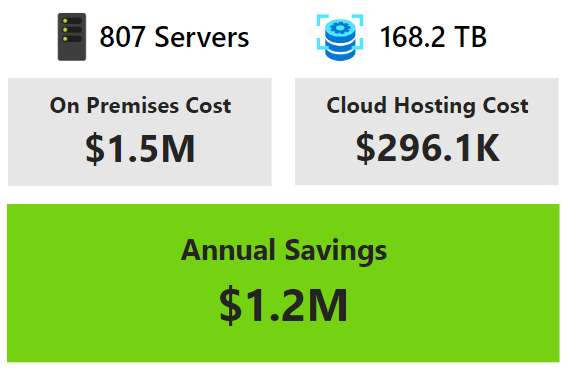 807 Servers
168.2 TB
On Premises Cost
$1.5M
Cloud Hosting Cost
$296.1K
Annual Savings
$1.2M